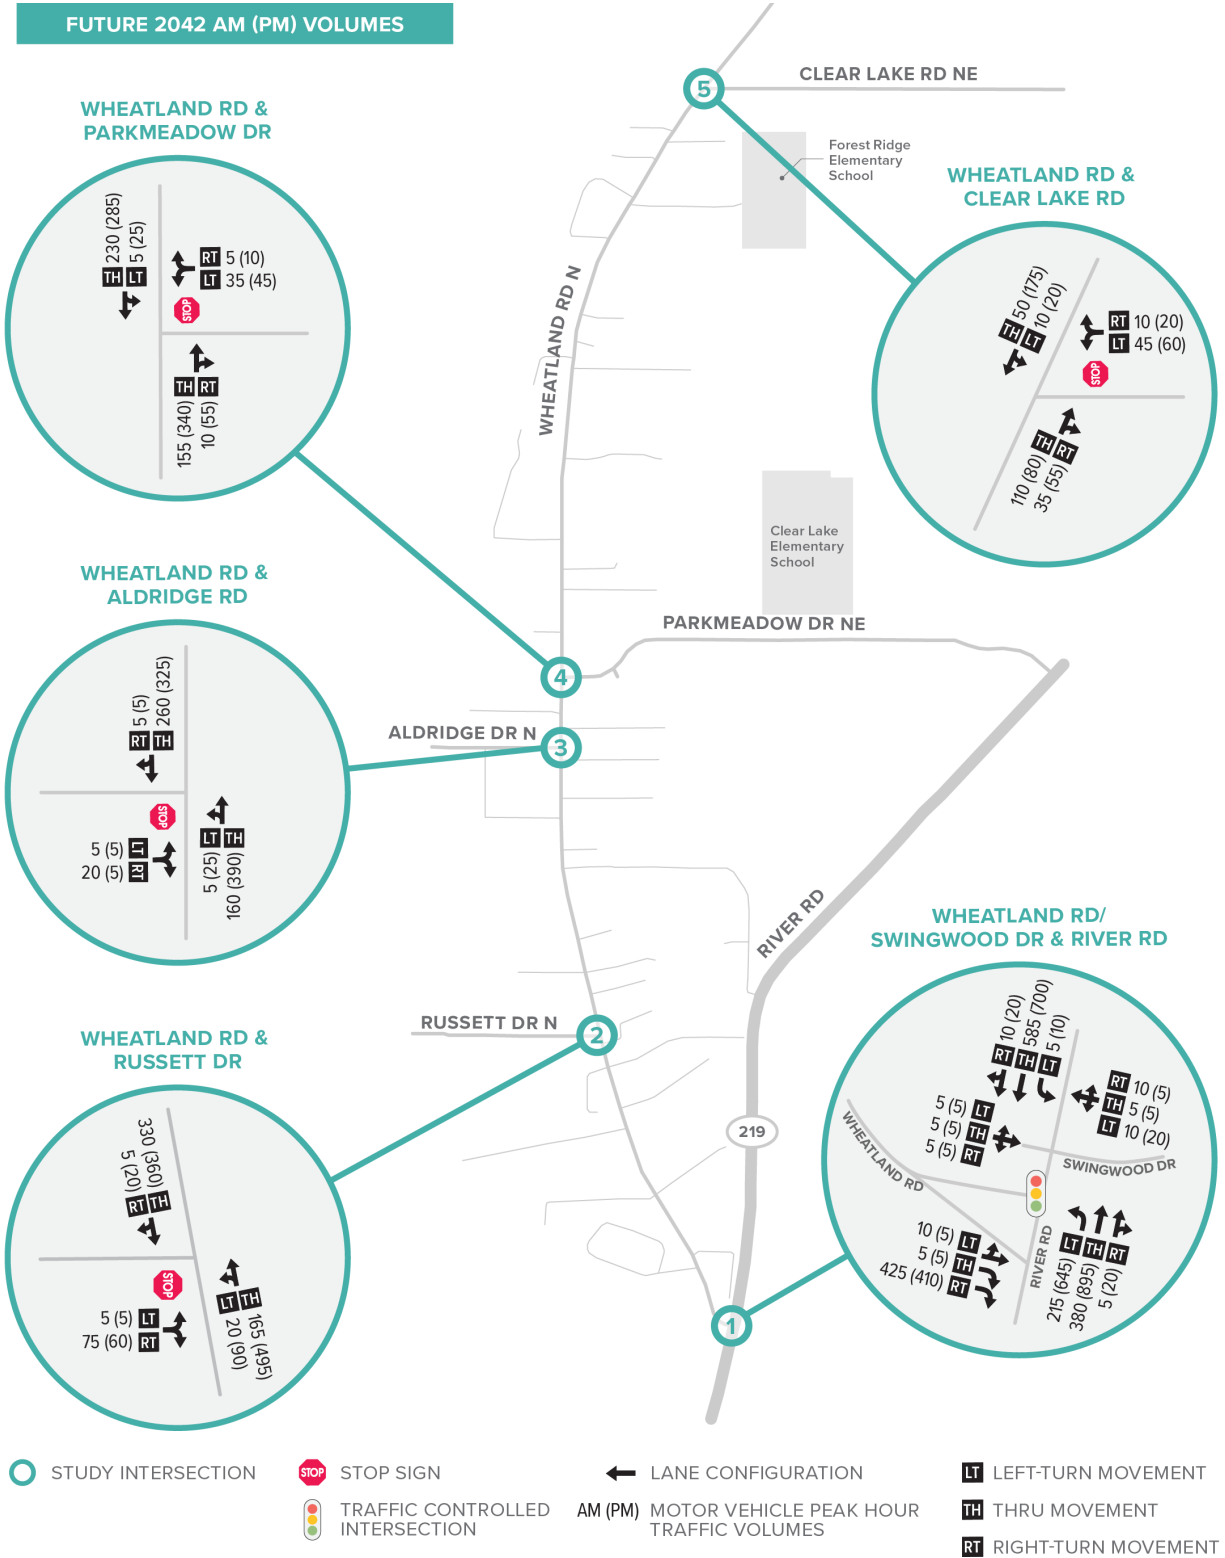 FUTURE 2042 AM (PM) VOLUMES
WHEATLAND RD &
PARKMEADOW DR
TH 230 (285)
LT 5 (25)
RT 5 (10)
LT 35 (45)
STOP
TH 155 (340)
RT 10 (55)
WHEATLAND RD &
ALDRIDGE RD
RT 5 (5)
TH 260 (325)
STOP
5 (5) LT
20 (5) RT
LT 5 (25)
TH 160 (390)
WHEATLAND RD &
RUSSETT DR
RT 5 (20)
TH 330 (360)
STOP
5 (5) LT
75 (60) RT
LT 20 (90)
TH 165 (495)
5
CLEAR LAKE RD NE
Forest Ridge
Elementary
School
WHEATLAND RD N
Clear Lake
Elementary
School
PARKMEADOW DR NE
4
ALDRIDGE DR N
3
RIVER RD
RUSSETT DR N
2
219
1
WHEATLAND RD &
CLEAR LAKE RD
TH 50 (175)
LT 10 (20)
RT 10 (20)
LT 45 (60)
STOP
110 (80) TH
35 (55) RT
WHEATLAND RD/
SWINGWOOD DR & RIVER RD
RT 10 (20)
TH 585 (700)
LT 5 (10)
RT 10 (5)
TH 5 (5)
LT 10 (20)
5 (5) LT
5 (5) TH
5 (5) RT
WHEATLAND RD
SWINGWOOD DR
10 (5) LT
5 (5) TH
425 (410) RT
RIVER RD
LT 215 (645)
TH 380 (895)
RT 5 (20)
STUDY INTERSECTION
STOP STOP SIGN
TRAFFIC CONTROLLED
INTERSECTION
LANE CONFIGURATION
AM (PM) MOTOR VEHICLE PEAK HOUR
TRAFFIC VOLUMES
LT LEFT-TURN MOVEMENT
TH THRU MOVEMENT
RT RIGHT-TURN MOVEMENT